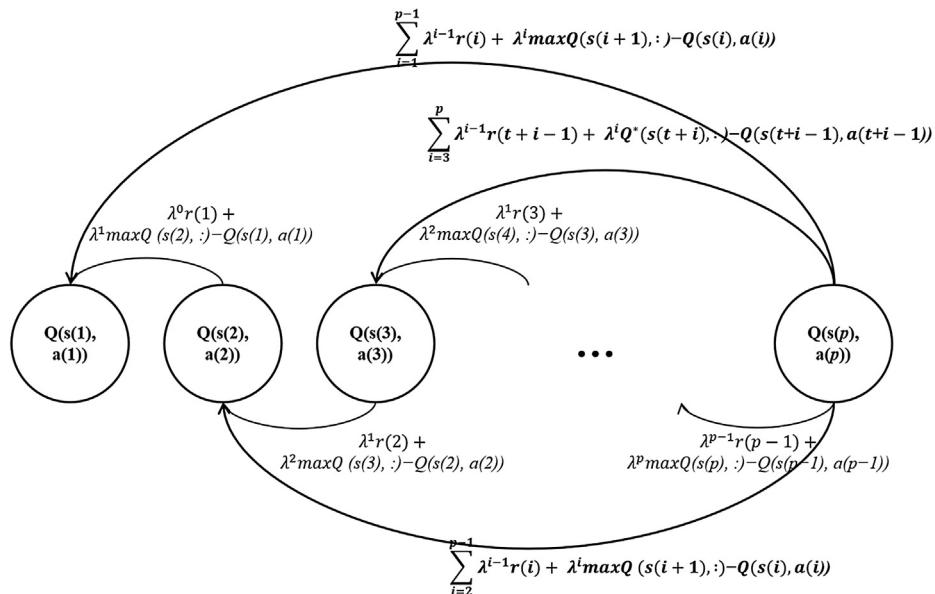 p−1
∑ λ^{i−1}r(i) + λ^{i}maxQ(s(i+1),:)−Q(s(i),a(i))
i=1
p
∑ λ^{i−1}r(t+i−1) + λ^{i}Q*(s(t+i),:)−Q(s(t+i−1),a(t+i−1))
i=3
λ^{0}r(1) +
λ^{1}maxQ (s(2), :)−Q(s(1), a(1))
λ^{1}r(3) +
λ^{2}maxQ(s(4), :)−Q(s(3), a(3))
Q(s(1),
a(1))
Q(s(2),
a(2))
Q(s(3),
a(3))
...
Q(s(p),
a(p))
λ^{1}r(2) +
λ^{2}maxQ (s(3), :)−Q(s(2), a(2))
λ^{p−1}r(p−1) +
λ^{p}maxQ(s(p), :)−Q(s(p−1), a(p−1))
p−1
∑ λ^{i−1}r(i) + λ^{i}maxQ (s(i+1),:)−Q(s(i),a(i))
i=2